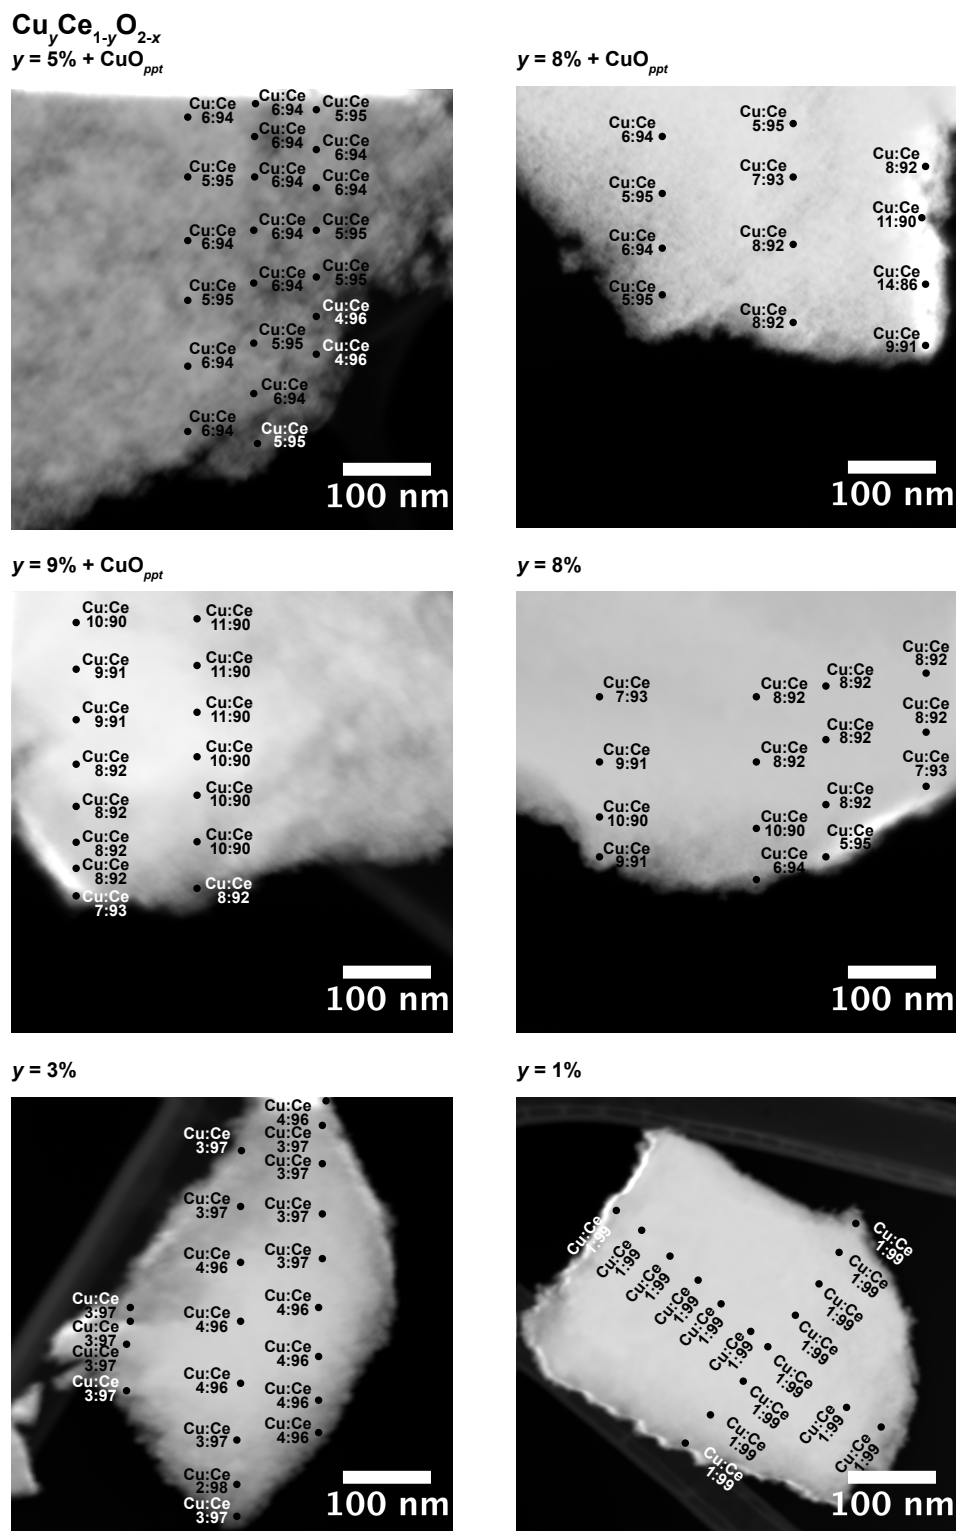 CuyCe1-yO2-x
y = 5% + CuOppt
Cu:Ce
6:94
Cu:Ce
6:94
Cu:Ce
5:95
Cu:Ce
6:94
Cu:Ce
6:94
Cu:Ce
5:95
Cu:Ce
6:94
Cu:Ce
6:94
Cu:Ce
6:94
Cu:Ce
6:94
Cu:Ce
5:95
Cu:Ce
5:95
Cu:Ce
6:94
Cu:Ce
5:95
Cu:Ce
4:96
Cu:Ce
6:94
Cu:Ce
5:95
Cu:Ce
4:96
Cu:Ce
6:94
Cu:Ce
6:94
Cu:Ce
5:95
100 nm
y = 8% + CuOppt
Cu:Ce
6:94
Cu:Ce
5:95
Cu:Ce
8:92
Cu:Ce
5:95
Cu:Ce
7:93
Cu:Ce
11:90
Cu:Ce
6:94
Cu:Ce
8:92
Cu:Ce
14:86
Cu:Ce
5:95
Cu:Ce
8:92
Cu:Ce
9:91
100 nm
y = 9% + CuOppt
Cu:Ce
10:90
Cu:Ce
11:90
Cu:Ce
9:91
Cu:Ce
11:90
Cu:Ce
9:91
Cu:Ce
11:90
Cu:Ce
8:92
Cu:Ce
10:90
Cu:Ce
8:92
Cu:Ce
10:90
Cu:Ce
8:92
Cu:Ce
10:90
Cu:Ce
8:92
Cu:Ce
7:93
Cu:Ce
8:92
100 nm
y = 8%
Cu:Ce
7:93
Cu:Ce
8:92
Cu:Ce
8:92
Cu:Ce
8:92
Cu:Ce
9:91
Cu:Ce
8:92
Cu:Ce
8:92
Cu:Ce
8:92
Cu:Ce
10:90
Cu:Ce
10:90
Cu:Ce
8:92
Cu:Ce
7:93
Cu:Ce
9:91
Cu:Ce
6:94
Cu:Ce
5:95
100 nm
y = 3%
Cu:Ce
3:97
Cu:Ce
4:96
Cu:Ce
3:97
Cu:Ce
3:97
Cu:Ce
3:97
Cu:Ce
3:97
Cu:Ce
4:96
Cu:Ce
3:97
Cu:Ce
3:97
Cu:Ce
3:97
Cu:Ce
3:97
Cu:Ce
3:97
Cu:Ce
4:96
Cu:Ce
4:96
Cu:Ce
4:96
Cu:Ce
4:96
Cu:Ce
4:96
Cu:Ce
3:97
Cu:Ce
4:96
Cu:Ce
2:98
Cu:Ce
3:97
100 nm
y = 1%
Cu:Ce
1:99
Cu:Ce
1:99
Cu:Ce
1:99
Cu:Ce
1:99
Cu:Ce
1:99
Cu:Ce
1:99
Cu:Ce
1:99
Cu:Ce
1:99
Cu:Ce
1:99
Cu:Ce
1:99
Cu:Ce
1:99
Cu:Ce
1:99
Cu:Ce
1:99
Cu:Ce
1:99
Cu:Ce
1:99
Cu:Ce
1:99
100 nm